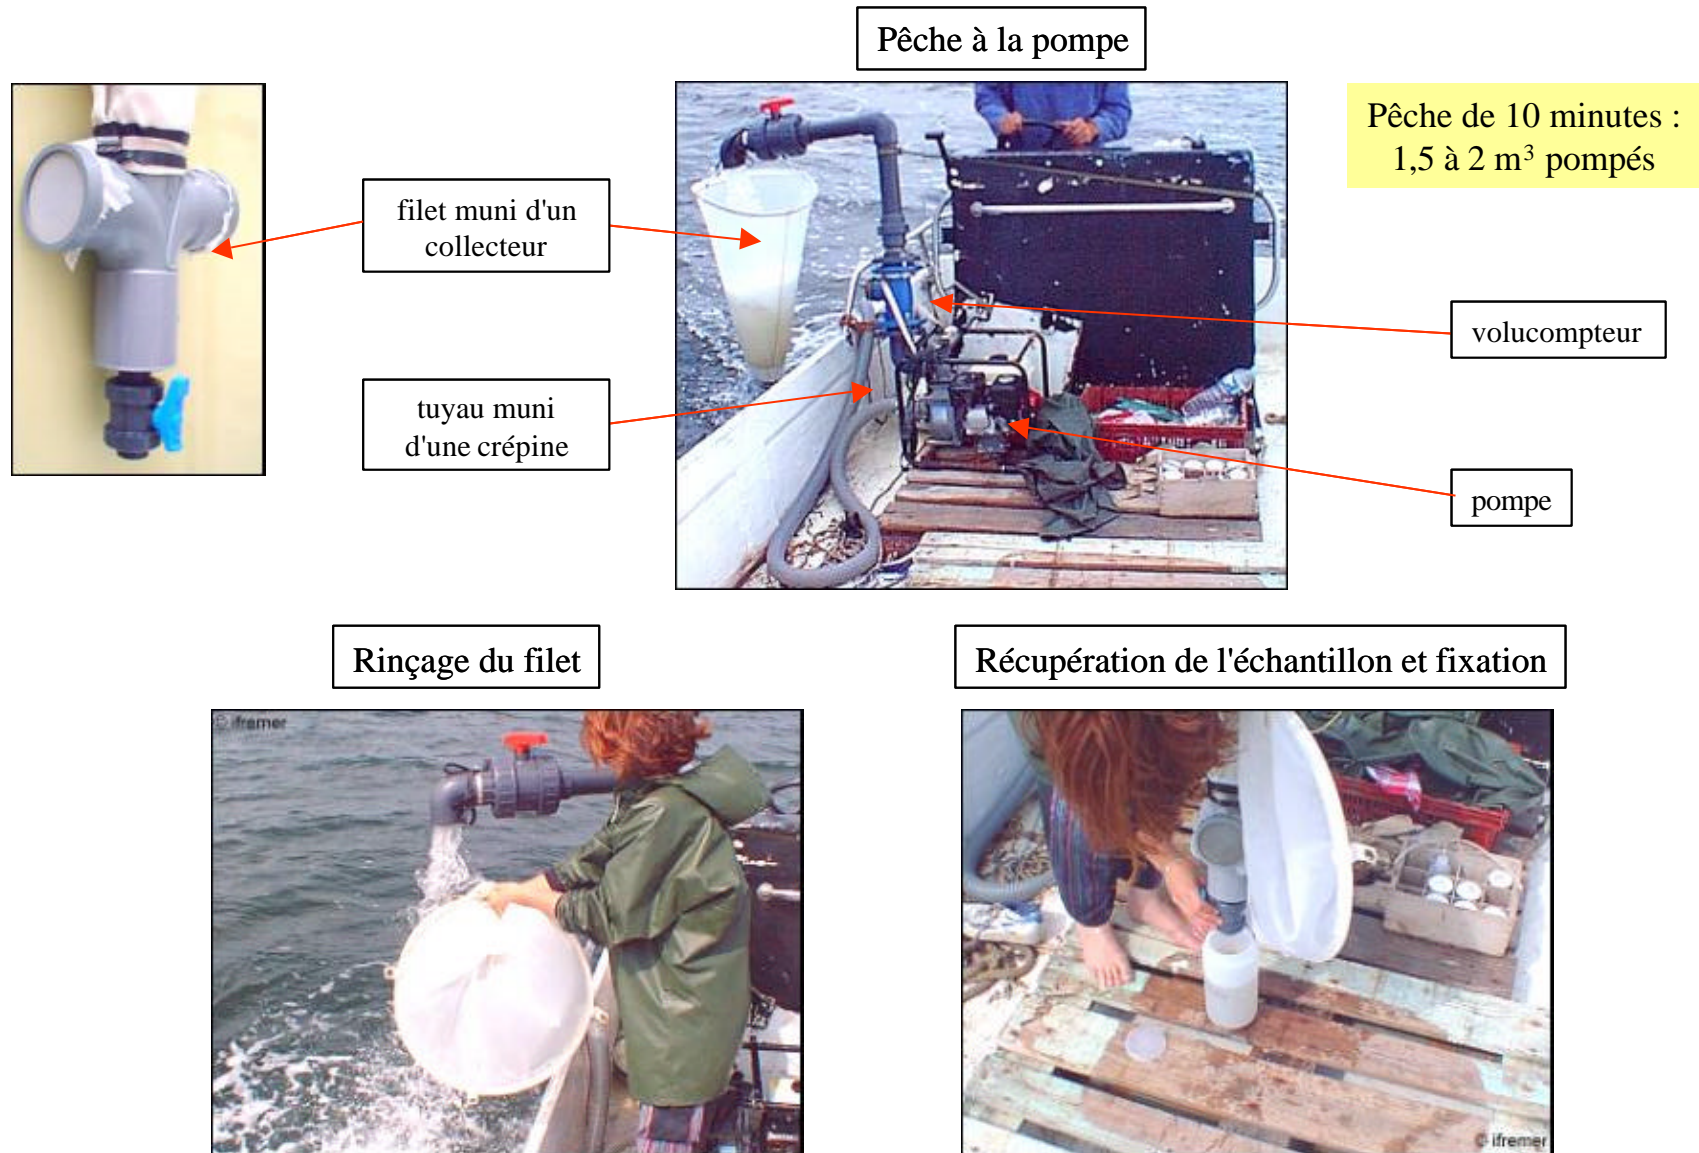 Pêche à la pompe
Pêche de 10 minutes :
1,5 à 2 m³ pompés
filet muni d'un
collecteur
volucompteur
tuyau muni
d'une crépine
pompe
Rinçage du filet
Récupération de l'échantillon et fixation
© ifremer
© ifremer